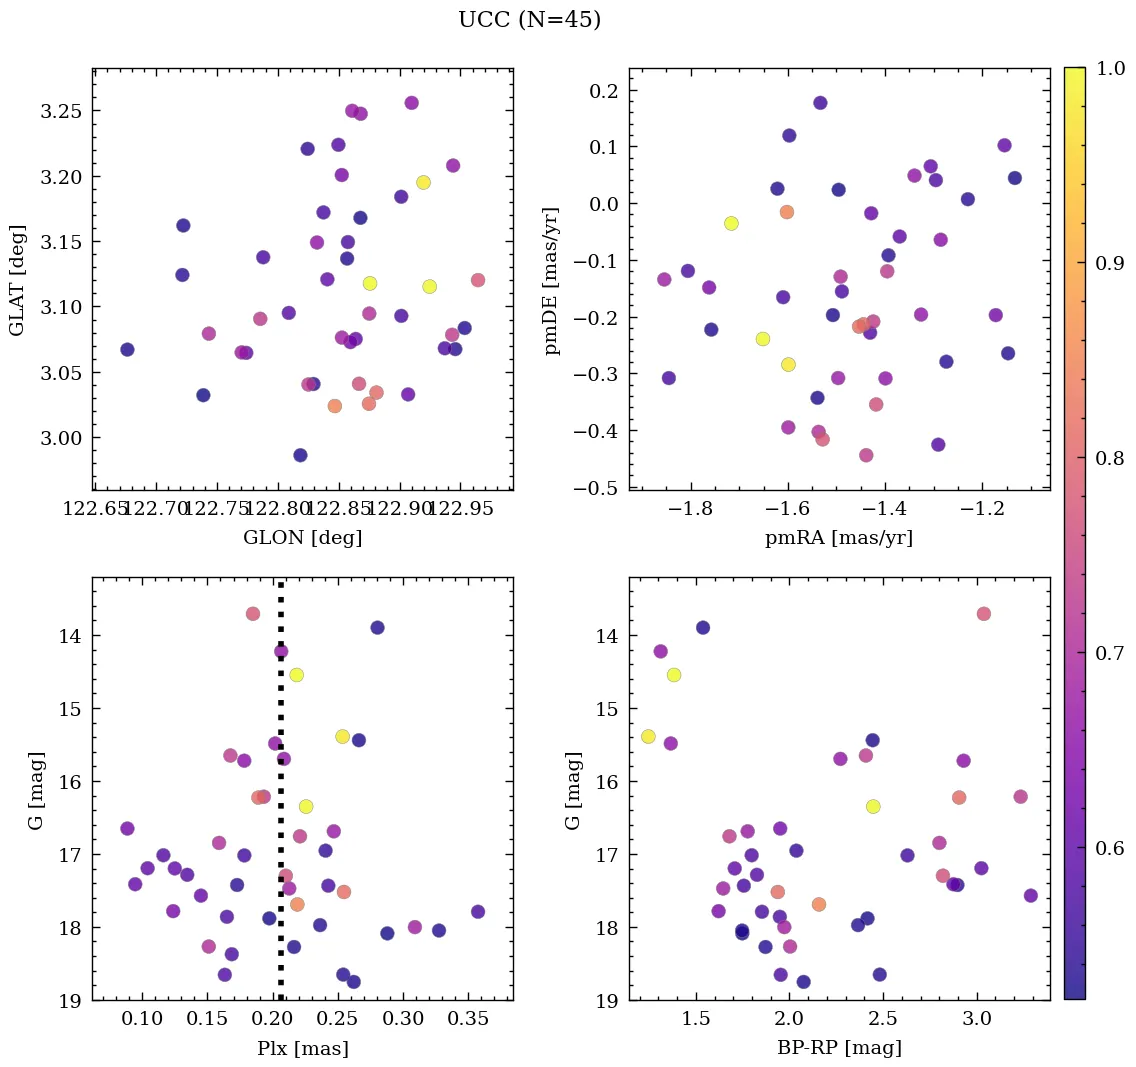 UCC (N=45)
3.25
3.20
3.15
3.10
3.05
3.00
GLAT [deg]
122.65 122.70 122.75 122.80 122.85 122.90 122.95
GLON [deg]
0.2
0.1
0.0
−0.1
−0.2
−0.3
−0.4
−0.5
pmDE [mas/yr]
−1.8 −1.6 −1.4 −1.2
pmRA [mas/yr]
1.0
0.9
0.8
0.7
0.6
14
15
16
17
18
19
G [mag]
0.10 0.15 0.20 0.25 0.30 0.35
Plx [mas]
14
15
16
17
18
19
G [mag]
1.5 2.0 2.5 3.0
BP-RP [mag]